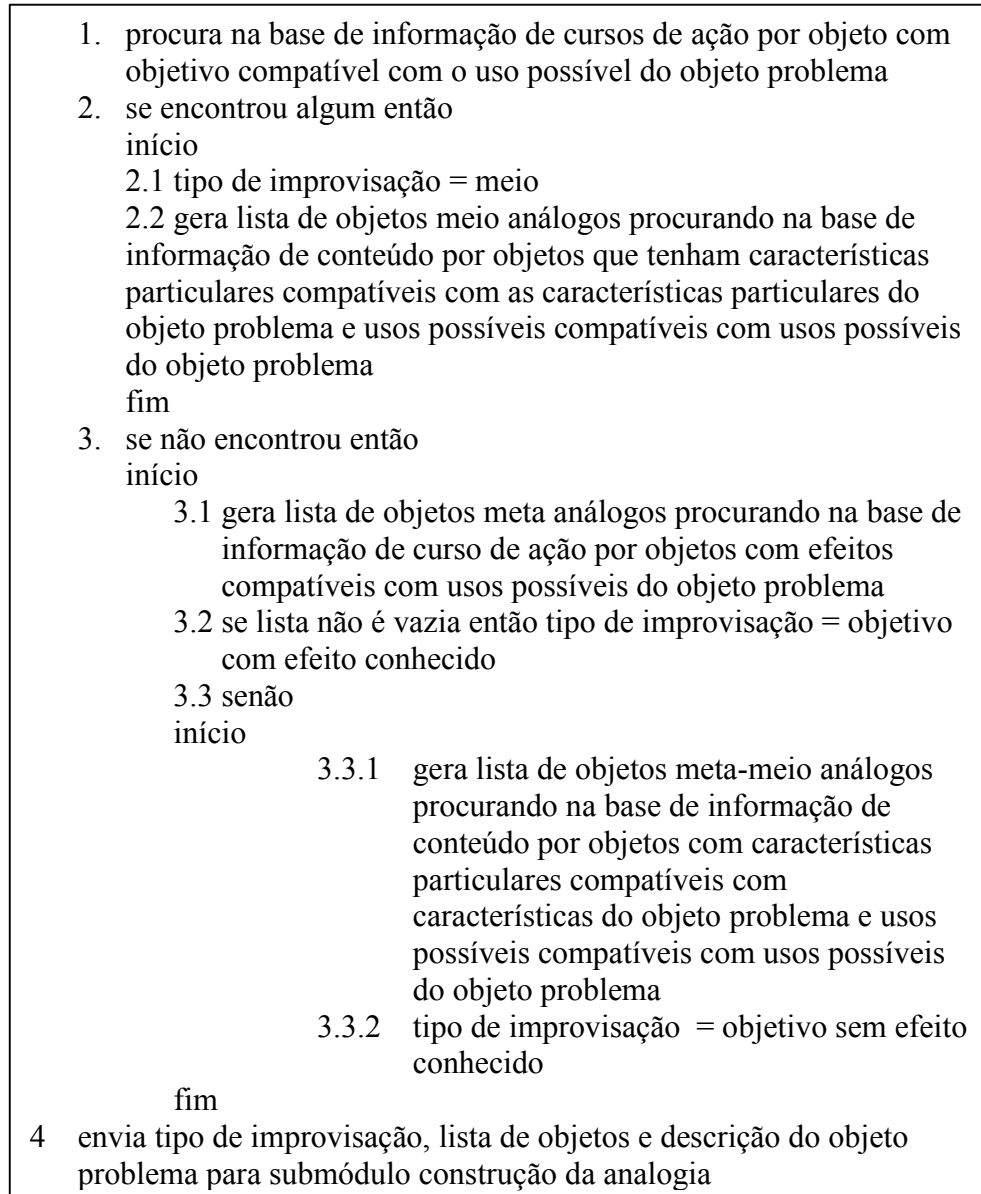 1. procura na base de informação de cursos de ação por objeto com
objetivo compatível com o uso possível do objeto problema
2. se encontrou algum então
início
2.1 tipo de improvisação = meio
2.2 gera lista de objetos meio análogos procurando na base de
informação de conteúdo por objetos que tenham características
particulares compatíveis com as características particulares do
objeto problema e usos possíveis compatíveis com usos possíveis
do objeto problema
fim
3. se não encontrou então
início
3.1 gera lista de objetos meta análogos procurando na base de
informação de curso de ação por objetos com efeitos
compatíveis com usos possíveis do objeto problema
3.2 se lista não é vazia então tipo de improvisação = objetivo
com efeito conhecido
3.3 senão
início
3.3.1 gera lista de objetos meta-meio análogos
procurando na base de informação de
conteúdo por objetos com características
particulares compatíveis com
características do objeto problema e usos
possíveis compatíveis com usos possíveis
do objeto problema
3.3.2 tipo de improvisação = objetivo sem efeito
conhecido
fim
4 envia tipo de improvisação, lista de objetos e descrição do objeto
problema para submódulo construção da analogia